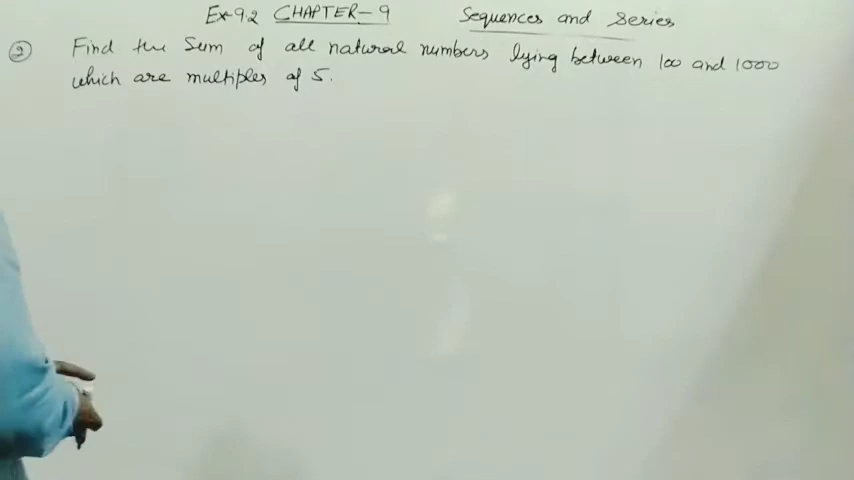 Ex-9.2 CHAPTER-9 Sequences and Series
② Find the Sum of all natural numbers lying between 100 and 1000
which are multiples of 5.